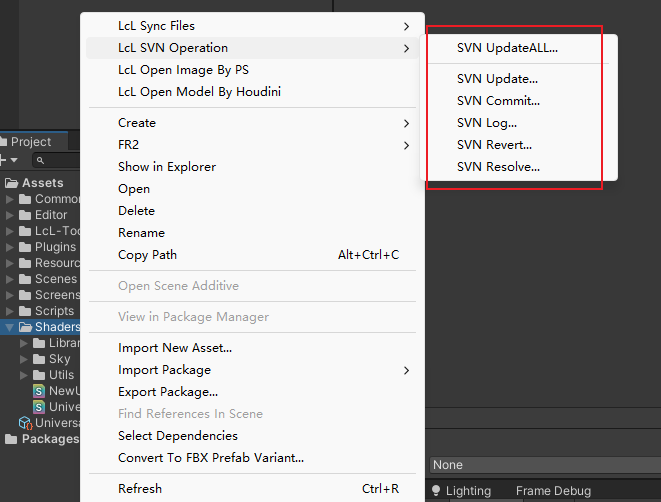 LcL Sync Files
LcL SVN Operation
LcL Open Image By PS
LcL Open Model By Houdini
Create
FR2
Show in Explorer
Open
Delete
Rename
Copy Path Alt+Ctrl+C
Open Scene Additive
View in Package Manager
Import New Asset...
Import Package
Export Package...
Find References In Scene
Select Dependencies
Convert To FBX Prefab Variant...
Refresh Ctrl+R
SVN UpdateALL...
SVN Update...
SVN Commit...
SVN Log...
SVN Revert...
SVN Resolve...
Project
Assets
Common
Editor
LcL-Too
Plugins
Resourc
Scenes
Screens
Scripts
Shaders
Librar
Sky
Utils
NewU
Unive
Universa
Packages
None
Lighting
Frame Debug